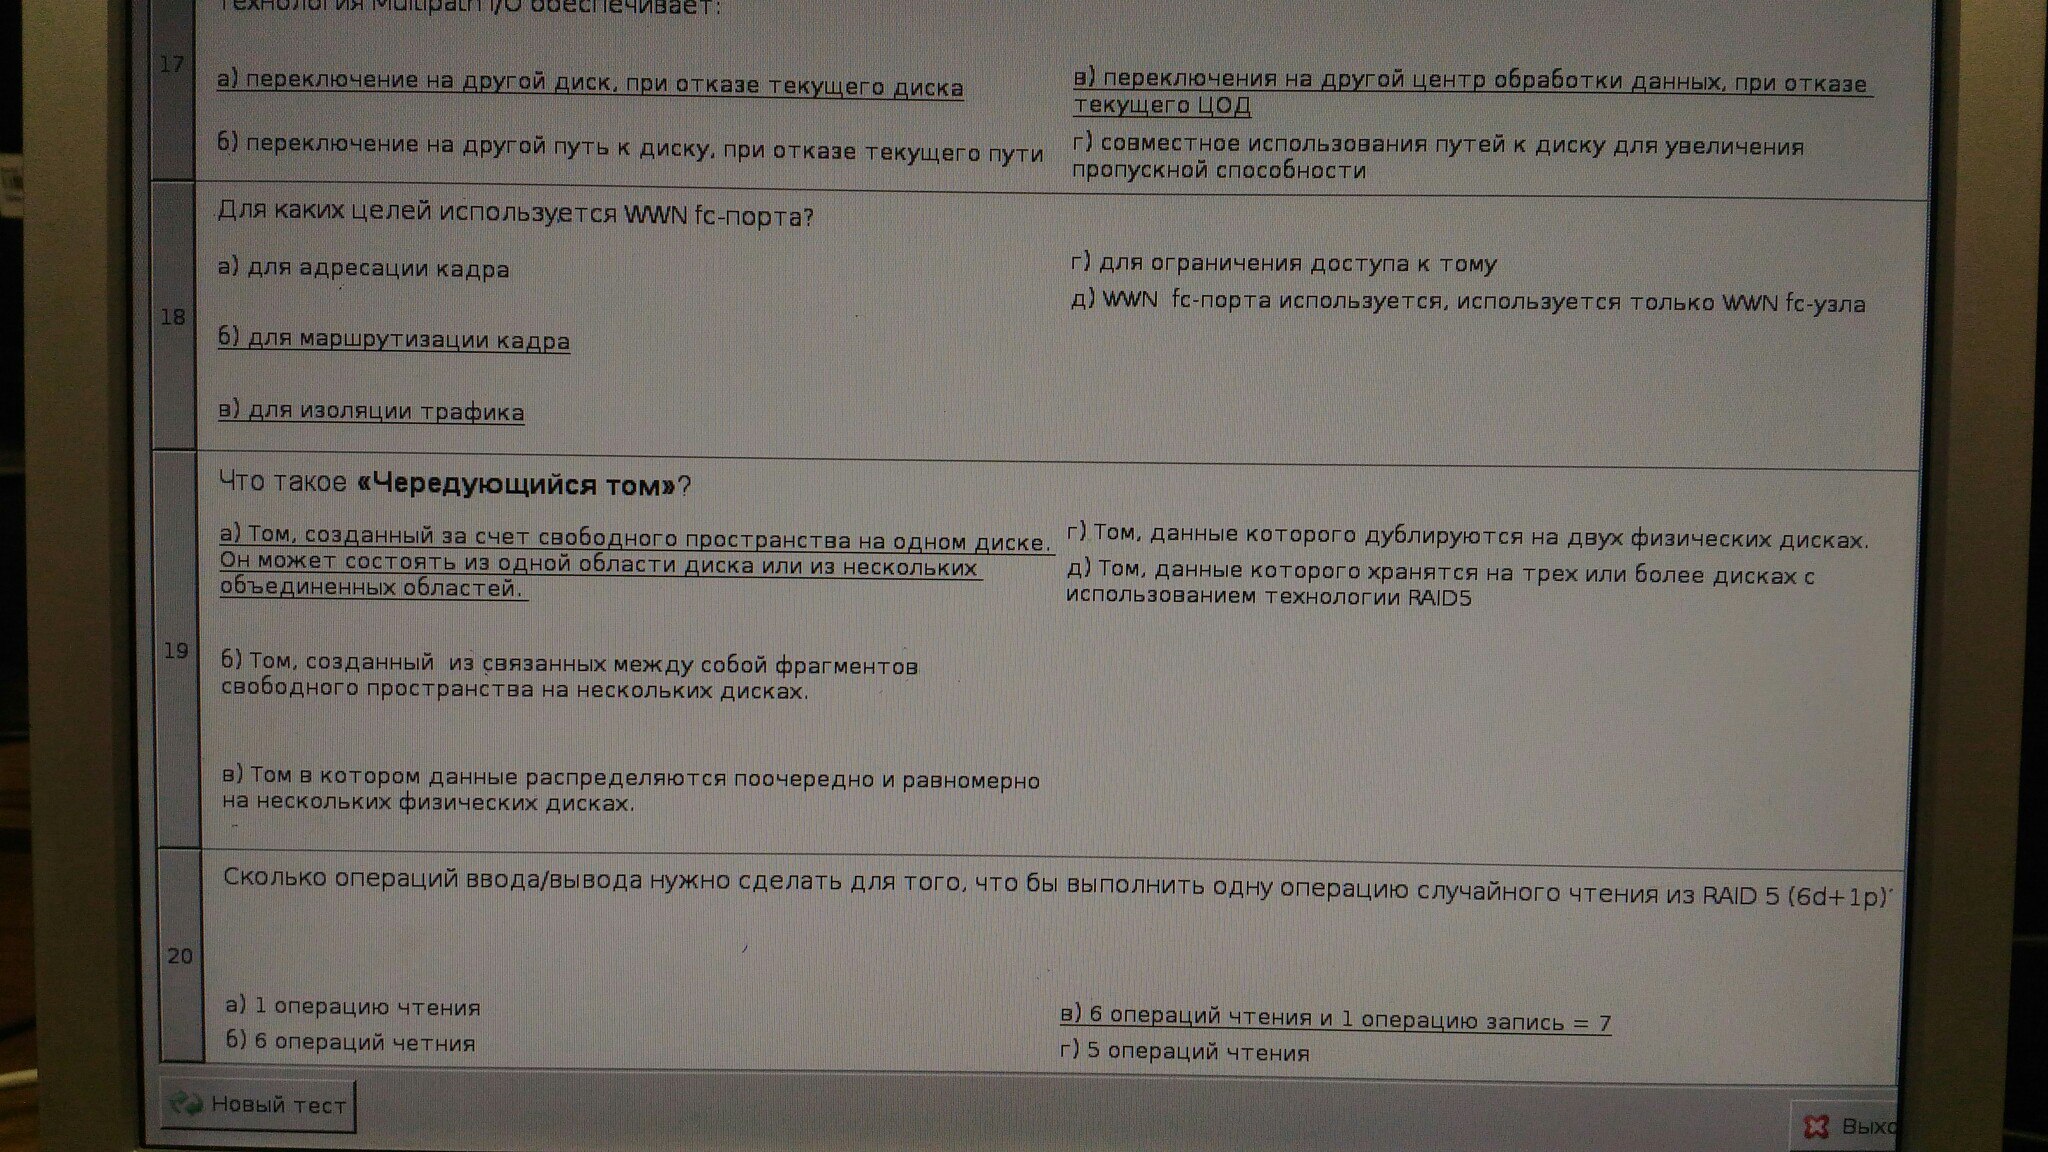 Технология Multipath I/O обеспечивает:
17
а) переключение на другой диск, при отказе текущего диска
б) переключение на другой путь к диску, при отказе текущего пути
в) переключения на другой центр обработки данных, при отказе
текущего ЦОД
г) совместное использования путей к диску для увеличения
пропускной способности
18
Для каких целей используется WWN fc-порта?
а) для адресации кадра
б) для маршрутизации кадра
в) для изоляции трафика
г) для ограничения доступа к тому
д) WWN fc-порта используется, используется только WWN fc-узла
19
Что такое «Чередующийся том»?
а) Том, созданный за счет свободного пространства на одном диске.
Он может состоять из одной области диска или из нескольких
объединенных областей.
б) Том, созданный из связанных между собой фрагментов
свободного пространства на нескольких дисках.
в) Том в котором данные распределяются поочередно и равномерно
на нескольких физических дисках.
г) Том, данные которого дублируются на двух физических дисках.
д) Том, данные которого хранятся на трех или более дисках с
использованием технологии RAID5
20
Сколько операций ввода/вывода нужно сделать для того, что бы выполнить одну операцию случайного чтения из RAID 5 (6d+1p)
а) 1 операцию чтения
б) 6 операций четния
в) 6 операций чтения и 1 операцию запись = 7
г) 5 операций чтения
Новый тест
Выхо